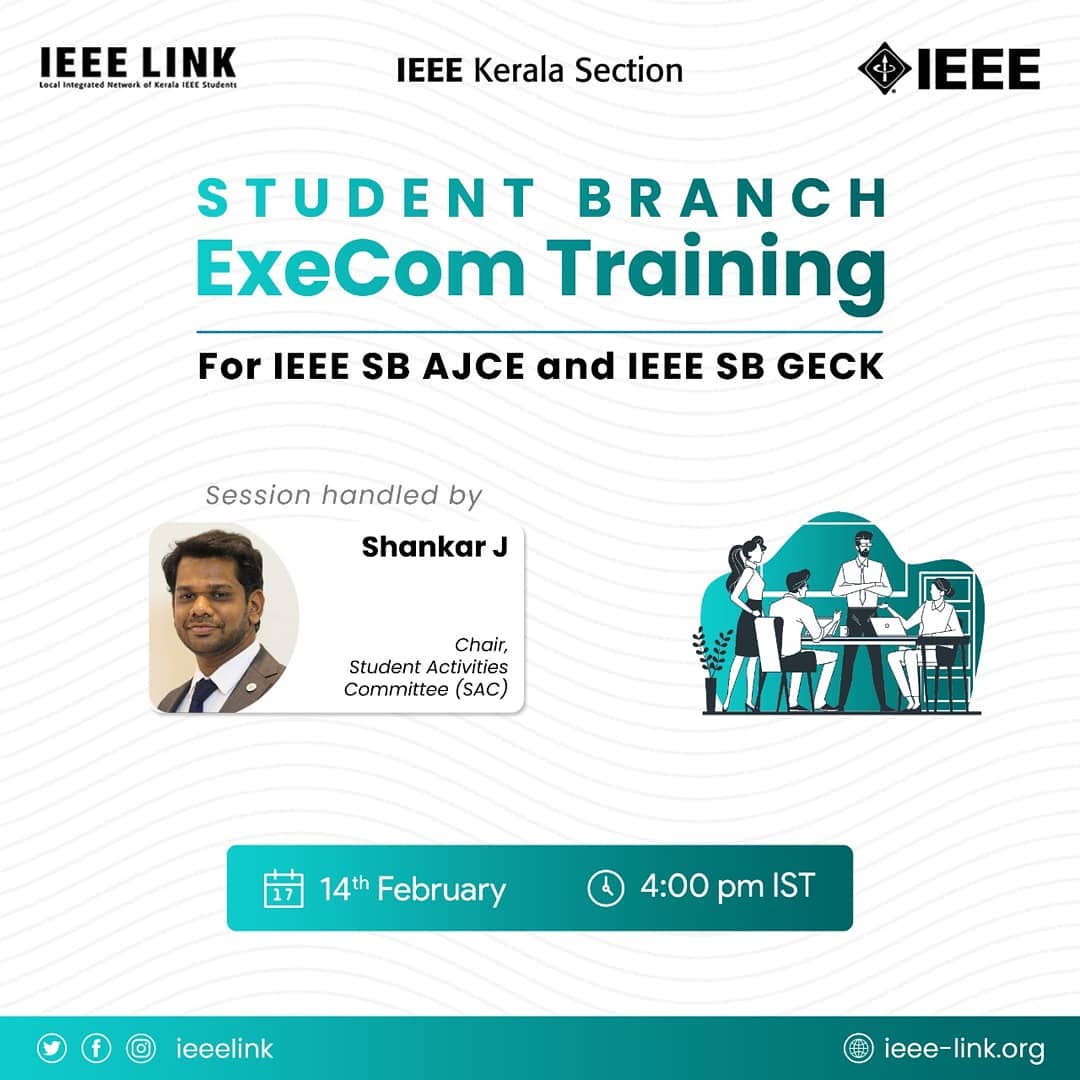 IEEE LINK
Local Integrated Network of Kerala IEEE Students
IEEE Kerala Section
IEEE
STUDENT BRANCH
ExeCom Training
For IEEE SB AJCE and IEEE SB GECK
Session handled by
Shankar J
Chair,
Student Activities
Committee (SAC)
17
14th February
4:00 pm IST
ieeelink
ieee-link.org